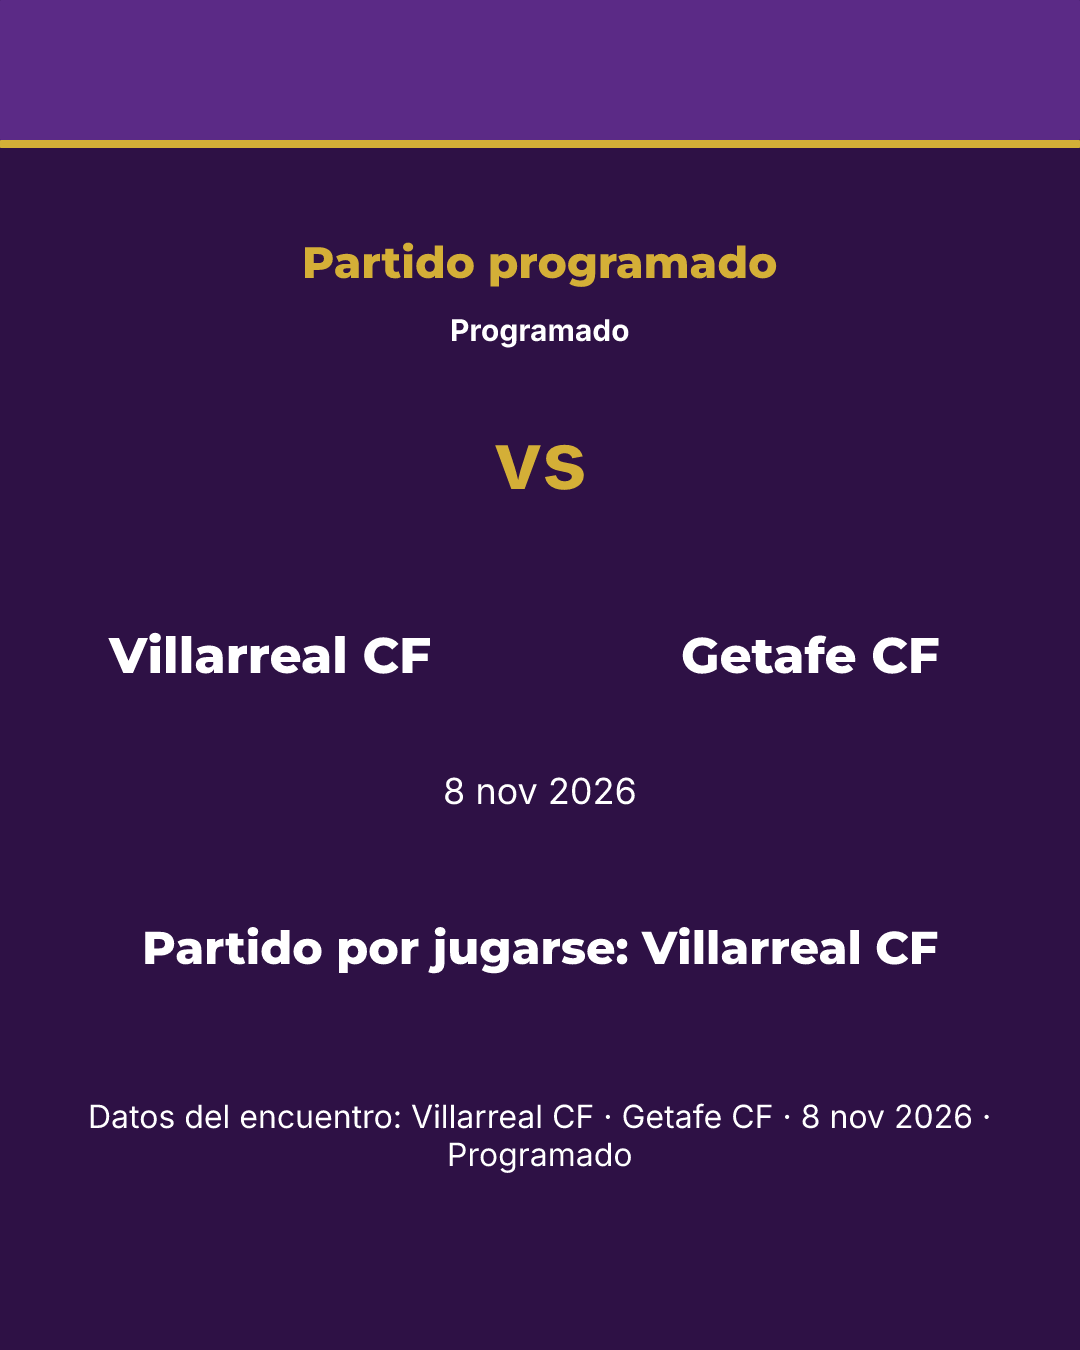 Partido programado
Programado
VS
Villarreal CF
Getafe CF
8 nov 2026
Partido por jugarse: Villarreal CF
Datos del encuentro: Villarreal CF · Getafe CF · 8 nov 2026 ·
Programado